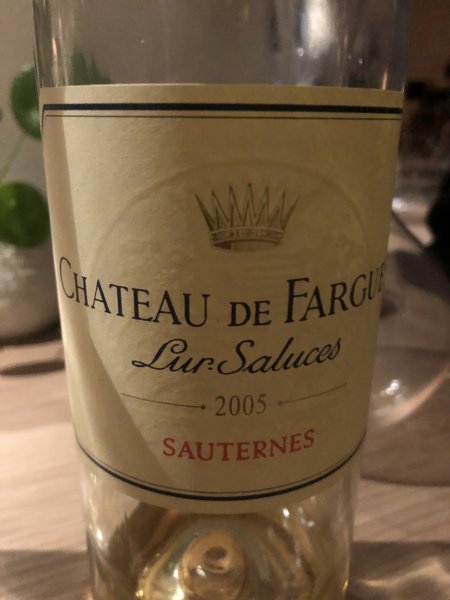 CHATEAU DE FARGUE
Lur-Saluces
2005
SAUTERNES